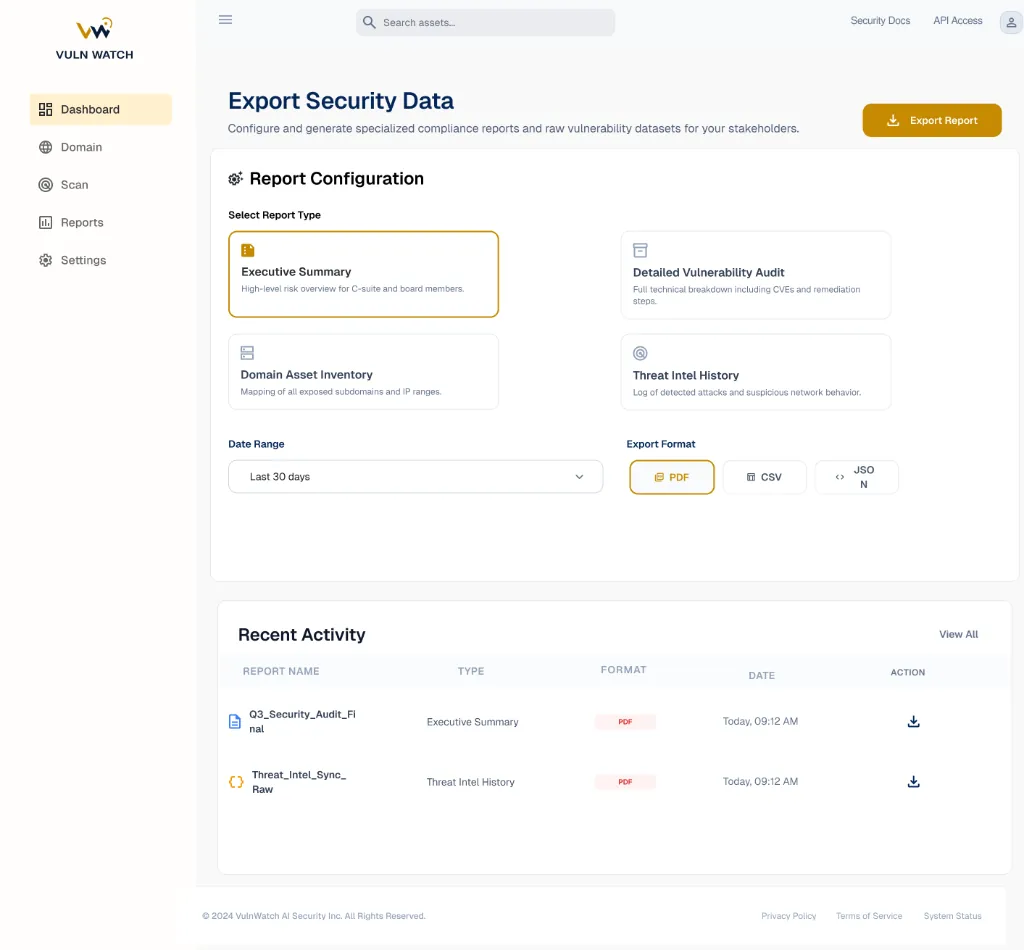 VULN WATCH
Dashboard
Domain
Scan
Reports
Settings
Search assets...
Security Docs
API Access
Export Security Data
Configure and generate specialized compliance reports and raw vulnerability datasets for your stakeholders.
Export Report
Report Configuration
Select Report Type
Executive Summary
High-level risk overview for C-suite and board members.
Detailed Vulnerability Audit
Full technical breakdown including CVEs and remediation
steps.
Domain Asset Inventory
Mapping of all exposed subdomains and IP ranges.
Threat Intel History
Log of detected attacks and suspicious network behavior.
Date Range
Last 30 days
Export Format
PDF
CSV
JSO
N
Recent Activity
View All
REPORT NAME
TYPE
FORMAT
DATE
ACTION
Q3_Security_Audit_Fi
nal
Executive Summary
PDF
Today, 09:12 AM
Threat_Intel_Sync_
Raw
Threat Intel History
PDF
Today, 09:12 AM
© 2024 VulnWatch AI Security Inc. All Rights Reserved.
Privacy Policy
Terms of Service
System Status